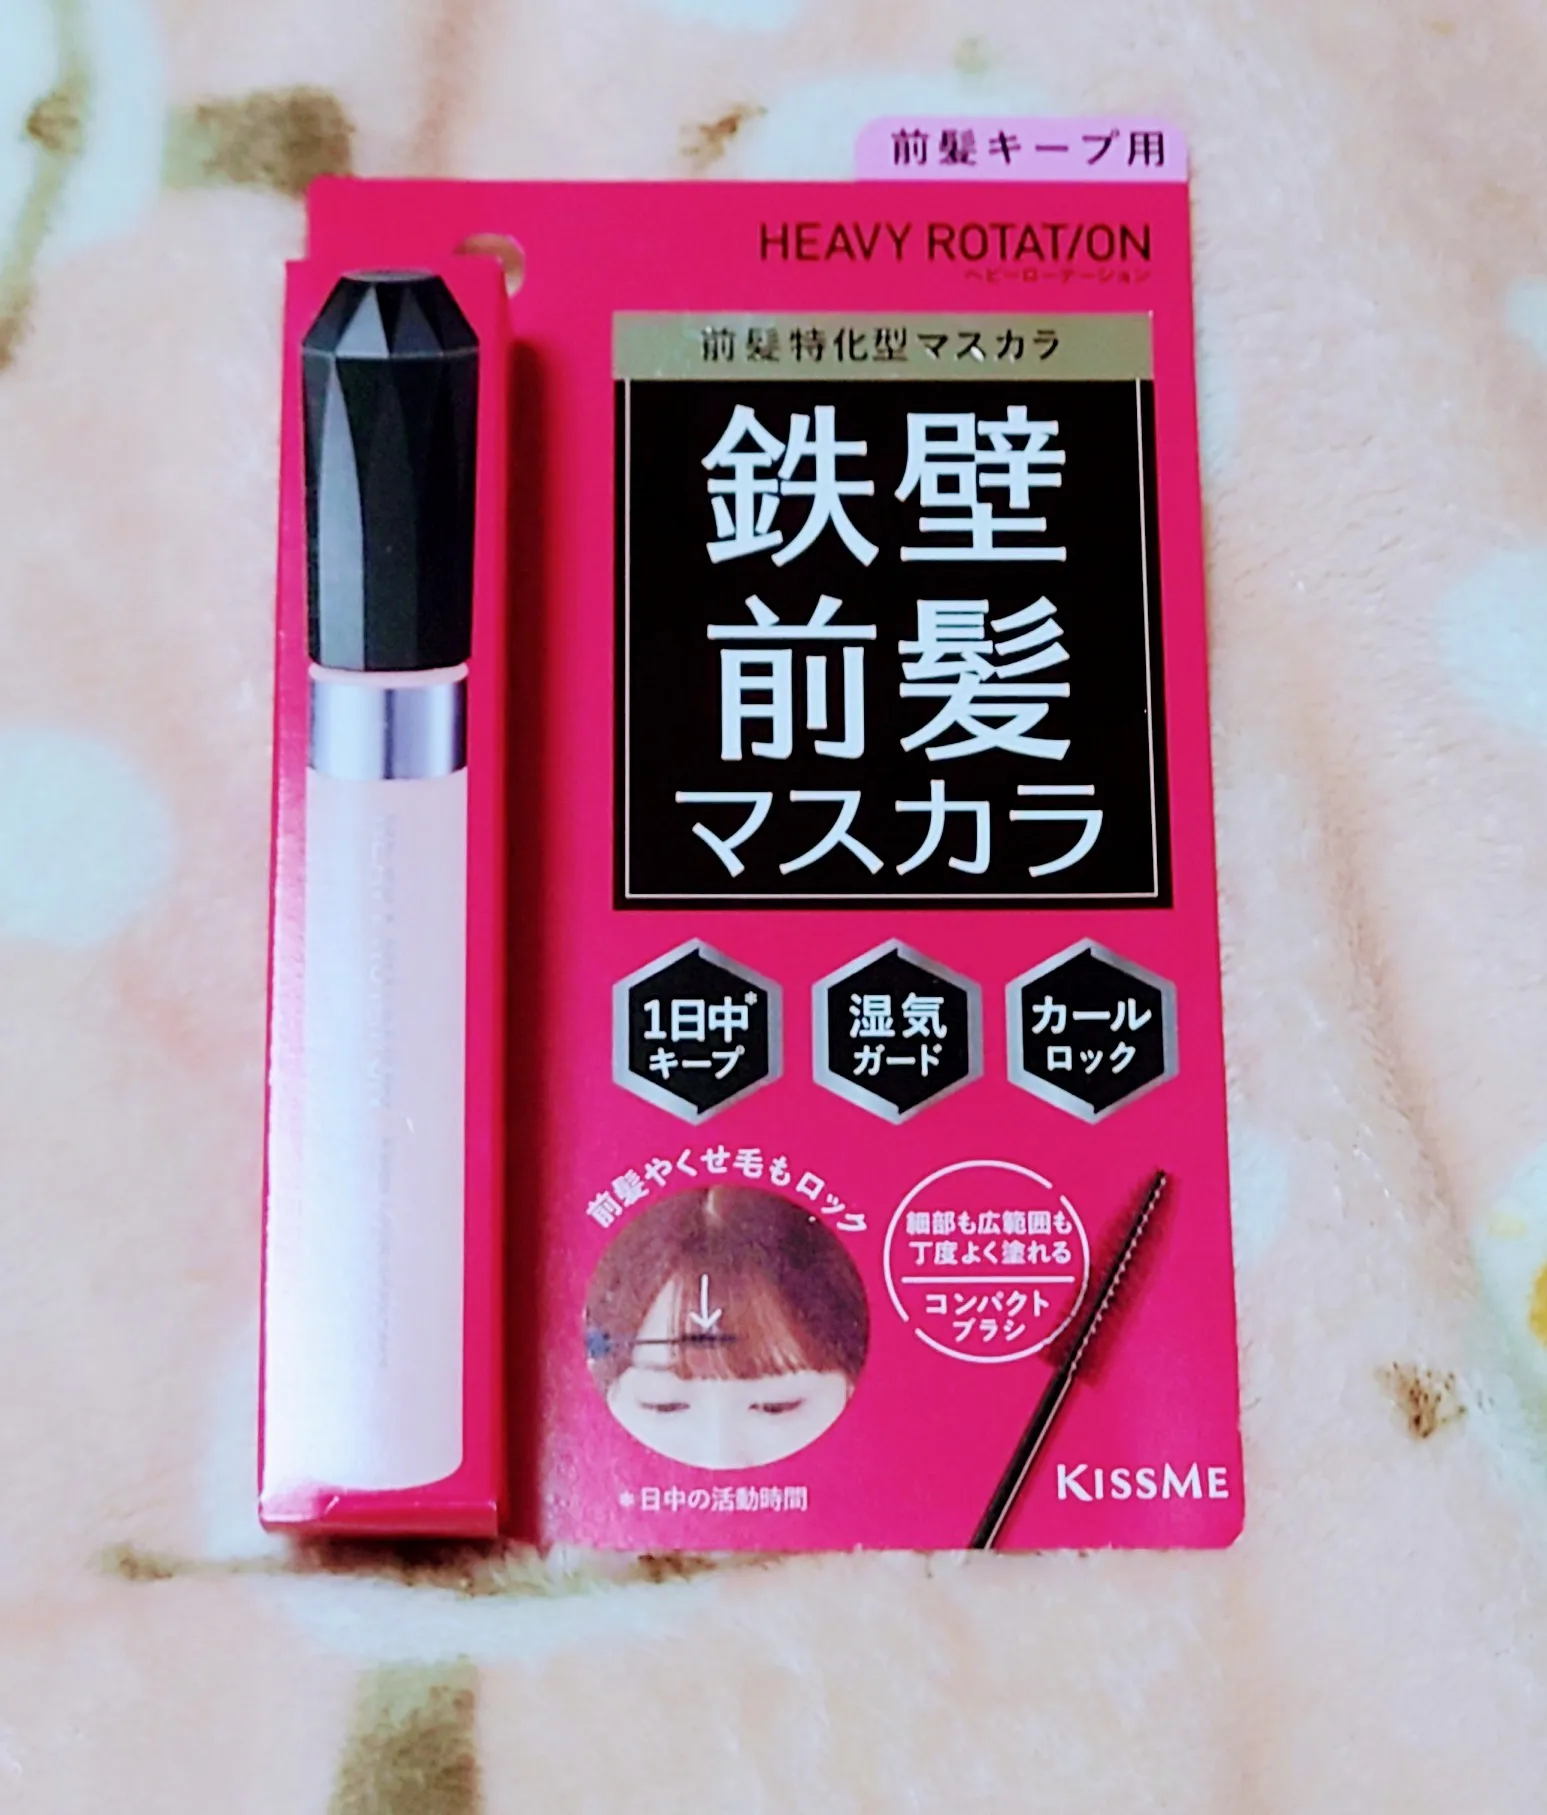 前髪キープ用
HEAVY ROTAT/ON
ヘビーローテーション
前髪特化型マスカラ
鉄壁
前髪
マスカラ
1日中*
キープ
湿気
ガード
カール
ロック
前髪やくせ毛もロック
細部も広範囲も
丁度よく塗れる
コンパクト
ブラシ
*日中の活動時間
KISSME